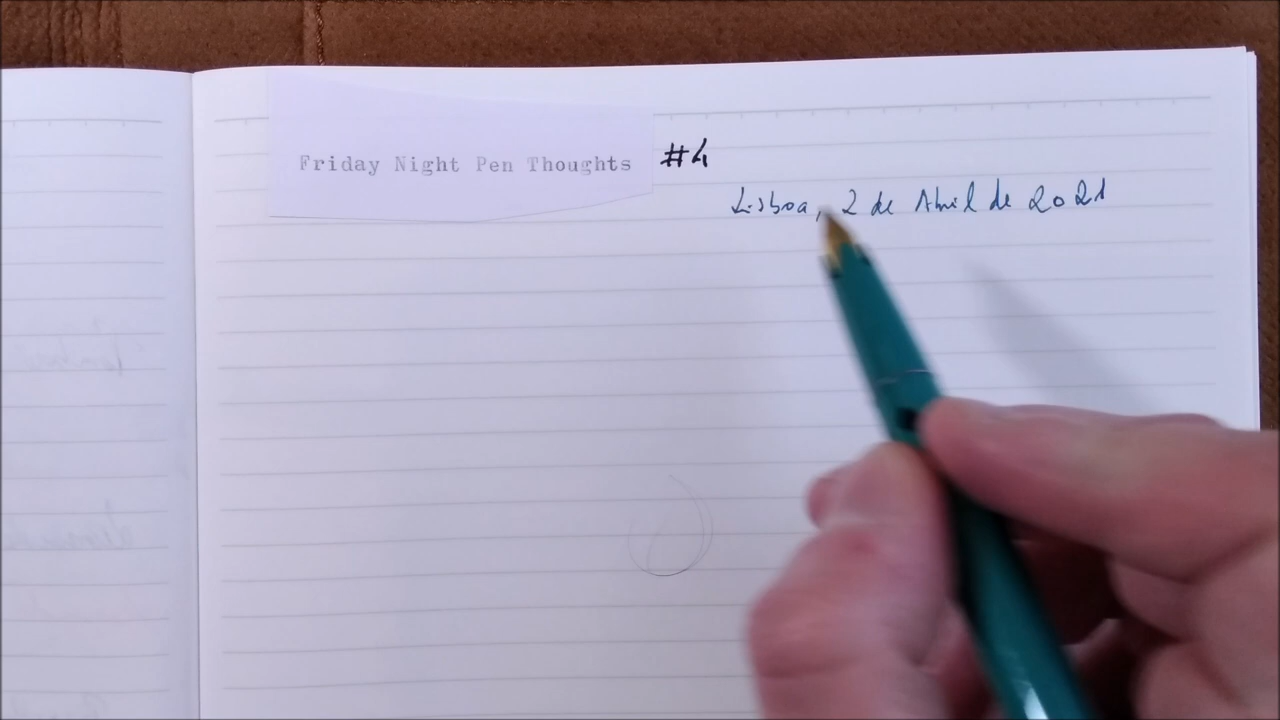 Friday Night Pen Thoughts #4
Lisboa, 2 de Abril de 2021